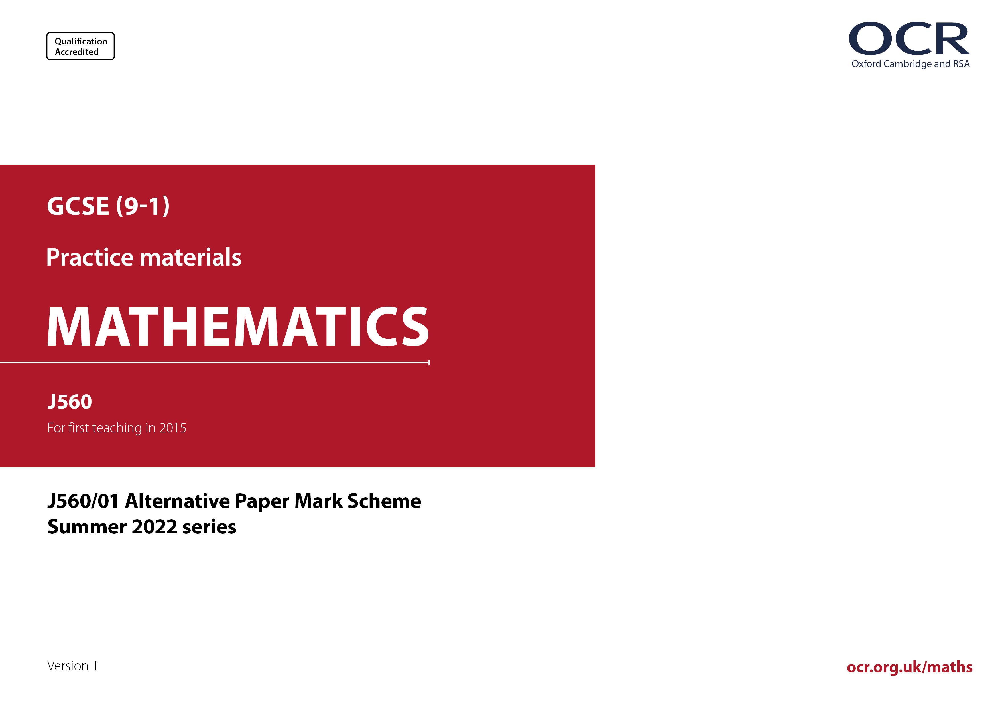 Qualification
Accredited
OCR
Oxford Cambridge and RSA
GCSE (9-1)
Practice materials
MATHEMATICS
J560
For first teaching in 2015
J560/01 Alternative Paper Mark Scheme
Summer 2022 series
Version 1
ocr.org.uk/maths